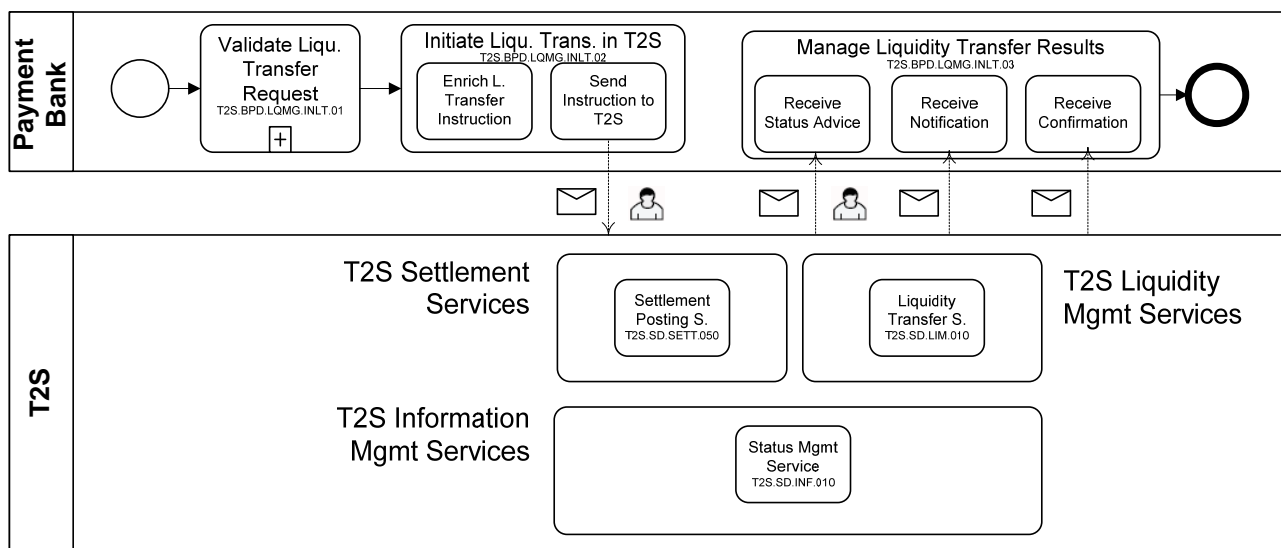 Payment
Bank
Validate Liqu.
Transfer
Request
T2S.BPD.LQMG.INLT.01
Initiate Liqu. Trans. in T2S
T2S.BPD.LQMG.INLT.02
Enrich L.
Transfer
Instruction
Send
Instruction to
T2S
Manage Liquidity Transfer Results
T2S.BPD.LQMG.INLT.03
Receive
Status Advice
Receive
Notification
Receive
Confirmation
T2S
T2S Settlement
Services
Settlement
Posting S.
T2S.SD.SETT.050
Liquidity
Transfer S.
T2S.SD.LIM.010
T2S Liquidity
Mgmt Services
T2S Information
Mgmt Services
Status Mgmt
Service
T2S.SD.INF.010